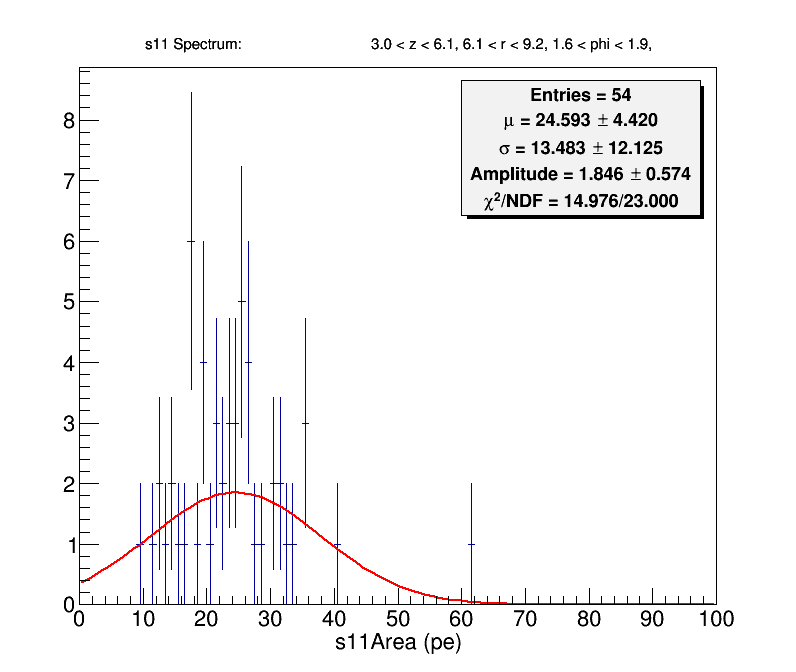 s11 Spectrum: 3.0 < z < 6.1, 6.1 < r < 9.2, 1.6 < phi < 1.9,
Entries = 54
μ = 24.593 ± 4.420
σ = 13.483 ± 12.125
Amplitude = 1.846 ± 0.574
χ²/NDF = 14.976/23.000
8
7
6
5
4
3
2
1
0
0 10 20 30 40 50 60 70 80 90 100
s11Area (pe)